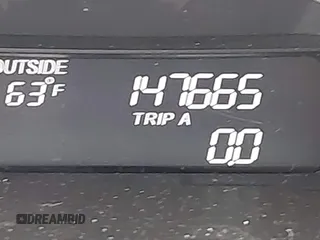 OUTSIDE
63°F
147665
TRIP A
0.0
DREAMBID